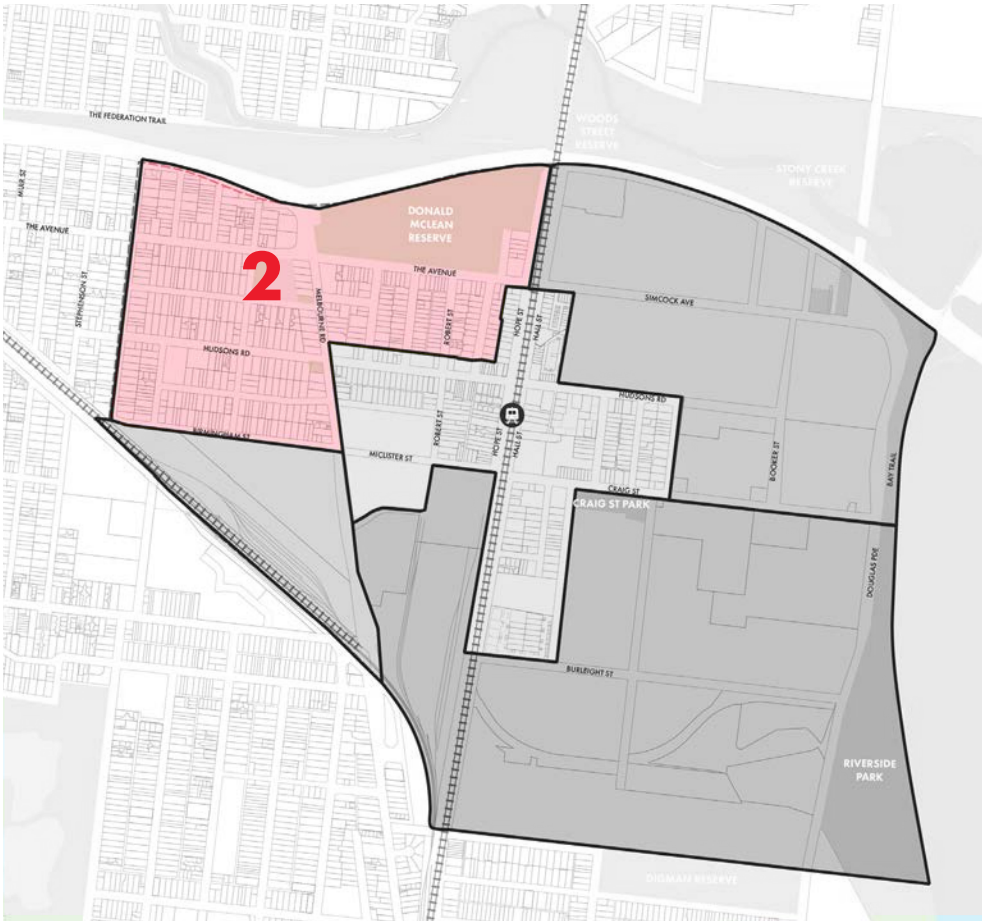 THE FEDERATION TRAIL
WOODS
STREET
RESERVE
STONY CREEK
RESERVE
MUIR ST
THE AVENUE
STEPHENSON ST
DONALD
MCLEAN
RESERVE
2
THE AVENUE
MELBOURNE RD
ROBERT ST
HOPE ST
HALL ST
SIMCOCK AVE
HUDSONS RD
HUDSONS RD
BIRMINGHAM ST
ROBERT ST
HOPE ST
HALL ST
MCLISTER ST
CRAIG ST
CRAIG ST PARK
BOOKER ST
BAY TRAIL
DOUGLAS PDE
BURLEIGHT ST
RIVERSIDE
PARK
DIGMAN RESERVE